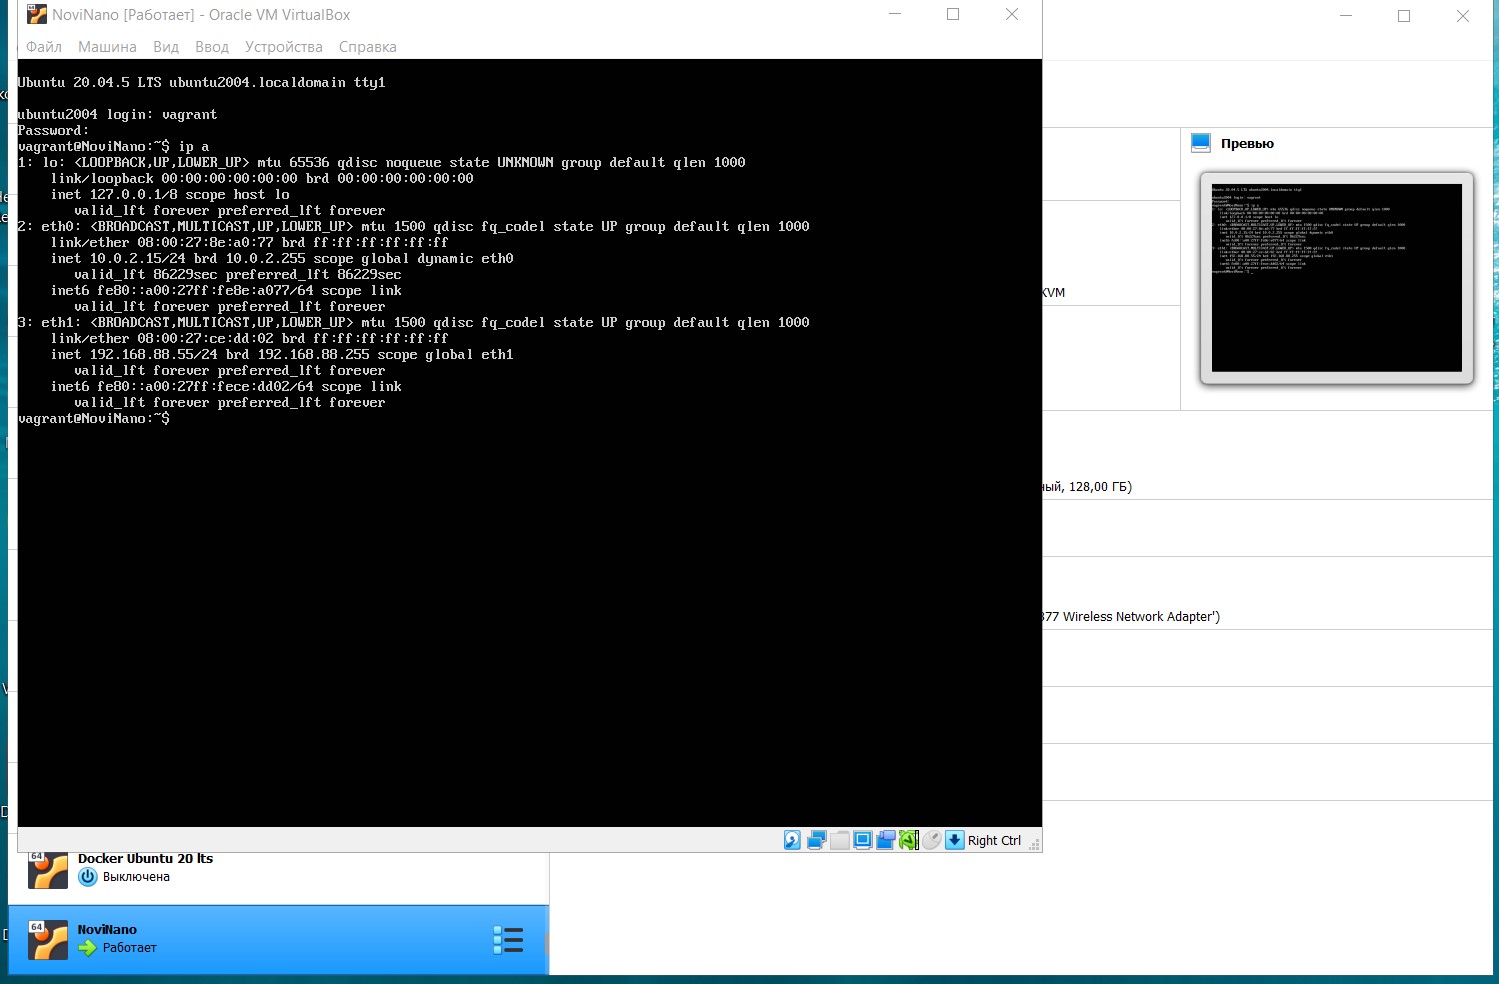 NoviNano [Работает] - Oracle VM VirtualBox
Файл Машина Вид Ввод Устройства Справка
Ubuntu 20.04.5 LTS ubuntu2004.localdomain tty1
ubuntu2004 login: vagrant
Password:
vagrant@NoviNano:~$ ip a
1: lo: <LOOPBACK,UP,LOWER_UP> mtu 65536 qdisc noqueue state UNKNOWN group default qlen 1000
link/loopback 00:00:00:00:00:00 brd 00:00:00:00:00:00
inet 127.0.0.1/8 scope host lo
valid_lft forever preferred_lft forever
2: eth0: <BROADCAST,MULTICAST,UP,LOWER_UP> mtu 1500 qdisc fq_codel state UP group default qlen 1000
link/ether 08:00:27:8e:a0:77 brd ff:ff:ff:ff:ff:ff
inet 10.0.2.15/24 brd 10.0.2.255 scope global dynamic eth0
valid_lft 86229sec preferred_lft 86229sec
inet6 fe80::a00:27ff:fe8e:a077/64 scope link
valid_lft forever preferred_lft forever
3: eth1: <BROADCAST,MULTICAST,UP,LOWER_UP> mtu 1500 qdisc fq_codel state UP group default qlen 1000
link/ether 08:00:27:ce:dd:02 brd ff:ff:ff:ff:ff:ff
inet 192.168.88.55/24 brd 192.168.88.255 scope global eth1
valid_lft forever preferred_lft forever
inet6 fe80::a00:27ff:fece:dd02/64 scope link
valid_lft forever preferred_lft forever
vagrant@NoviNano:~$
Right Ctrl
Превью
KVM
ный, 128,00 ГБ)
377 Wireless Network Adapter')
64
Docker Ubuntu 20 lts
Выключена
64
NoviNano
Работает